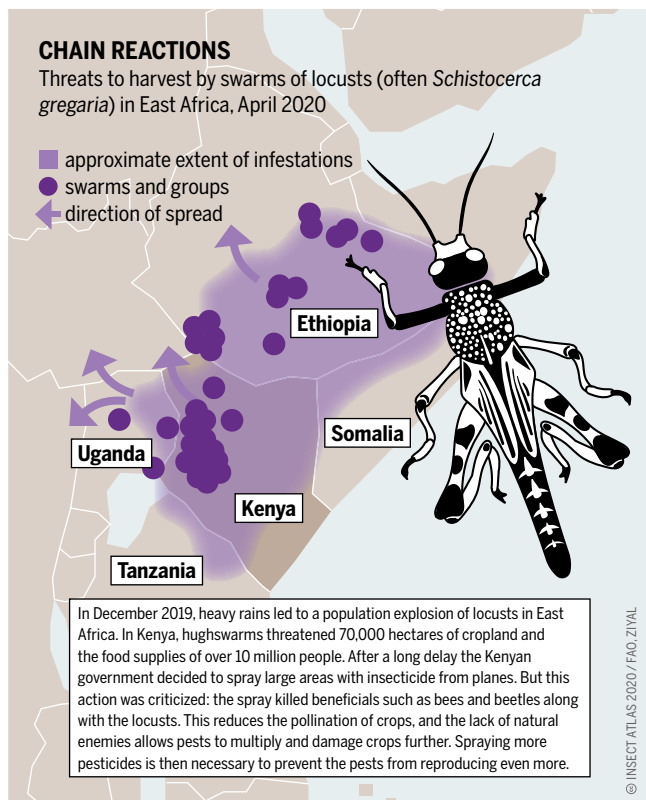 CHAIN REACTIONS
Threats to harvest by swarms of locusts (often Schistocerca
gregaria) in East Africa, April 2020
approximate extent of infestations
swarms and groups
direction of spread
Ethiopia
Somalia
Uganda
Kenya
Tanzania
In December 2019, heavy rains led to a population explosion of locusts in East
Africa. In Kenya, hughswarms threatened 70,000 hectares of cropland and
the food supplies of over 10 million people. After a long delay the Kenyan
government decided to spray large areas with insecticide from planes. But this
action was criticized: the spray killed beneficials such as bees and beetles along
with the locusts. This reduces the pollination of crops, and the lack of natural
enemies allows pests to multiply and damage crops further. Spraying more
pesticides is then necessary to prevent the pests from reproducing even more.
INSECT ATLAS 2020 / FAO, ZIYAL